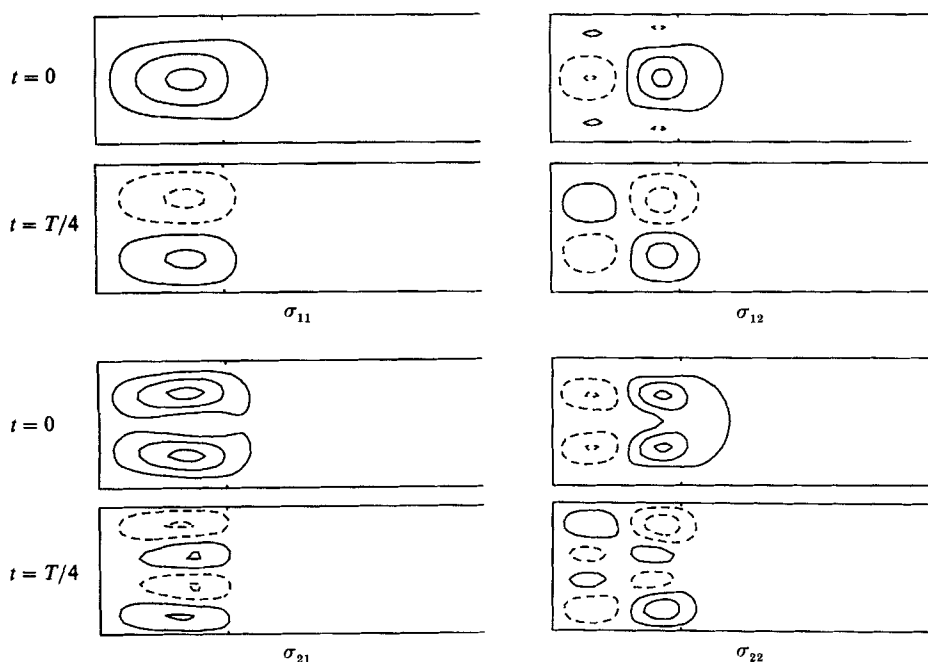 t = 0
t = T/4
σ₁₁
σ₁₂
t = 0
t = T/4
σ₂₁
σ₂₂